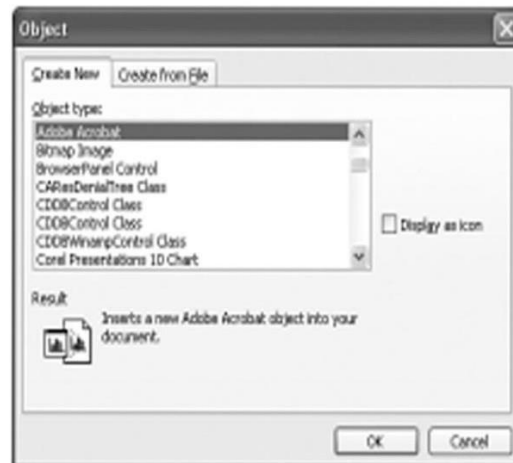 Object
Create New
Create from File
Object type:
Adobe Acrobat
Bitmap Image
BrowserPanel Control
CAResDenialTree Class
CDDBControl Class
CDDBControl Class
CDDBWinampControl Class
Corel Presentations 10 Chart
Display as icon
Result
Inserts a new Adobe Acrobat object into your
document.
OK
Cancel